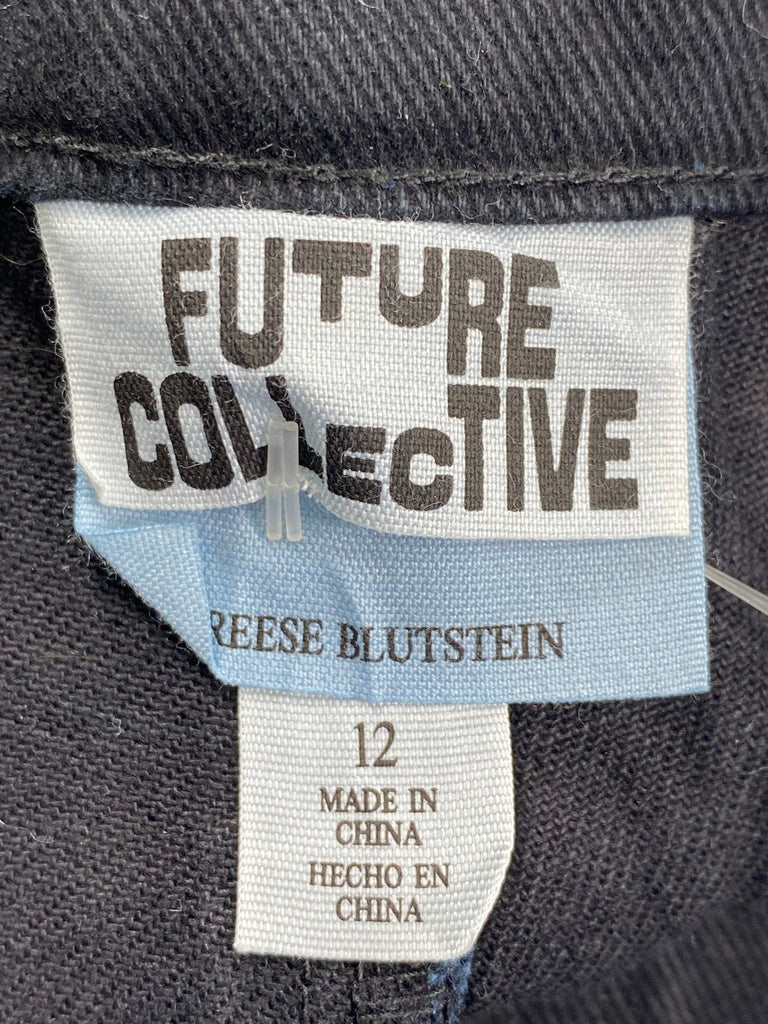 FUTURE
COLLECTIVE
REESE BLUTSTEIN
12
MADE IN
CHINA
HECHO EN
CHINA